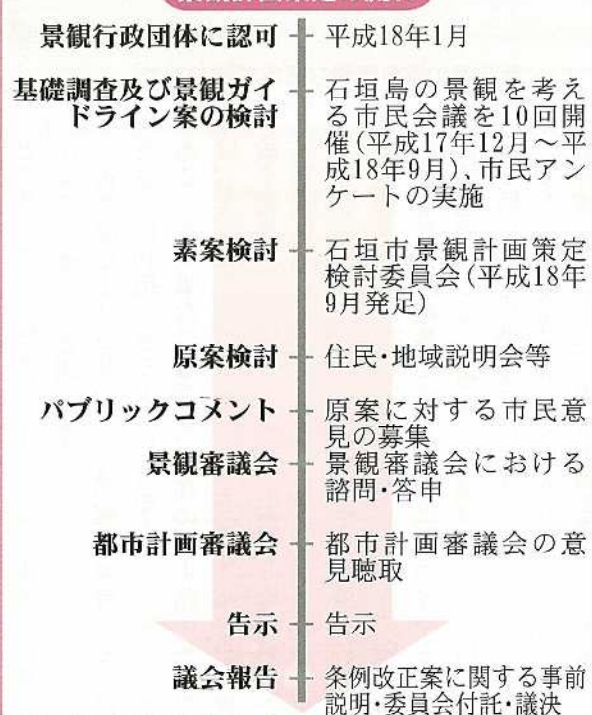 景観行政団体に認可
平成18年1月
基礎調査及び景観ガイ
ドライン案の検討
石垣島の景観を考え
る市民会議を10回開
催(平成17年12月～平
成18年9月)、市民アン
ケートの実施
素案検討
石垣市景観計画策定
検討委員会(平成18年
9月発足)
原案検討
住民・地域説明会等
パブリックコメント
原案に対する市民意
見の募集
景観審議会
景観審議会における
諮問・答申
都市計画審議会
都市計画審議会の意
見聴取
告示
告示
議会報告
条例改正案に関する事前
説明・委員会付託・議決